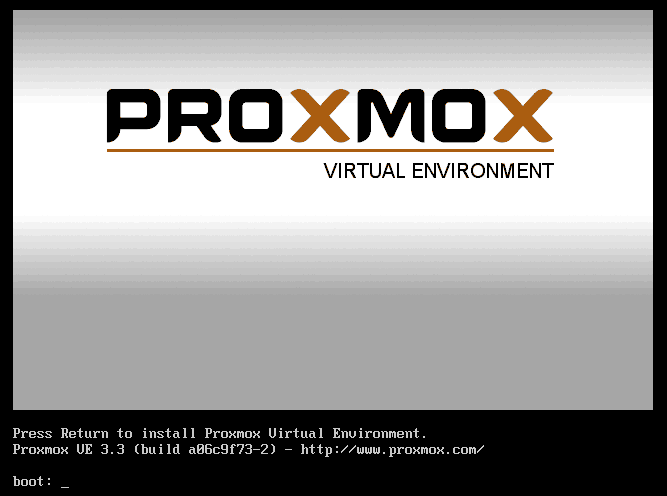 PROXMOX
VIRTUAL ENVIRONMENT
Press Return to install Proxmox Virtual Environment.
Proxmox VE 3.3 (build a06c9f73-2) - http://www.proxmox.com/
boot: _